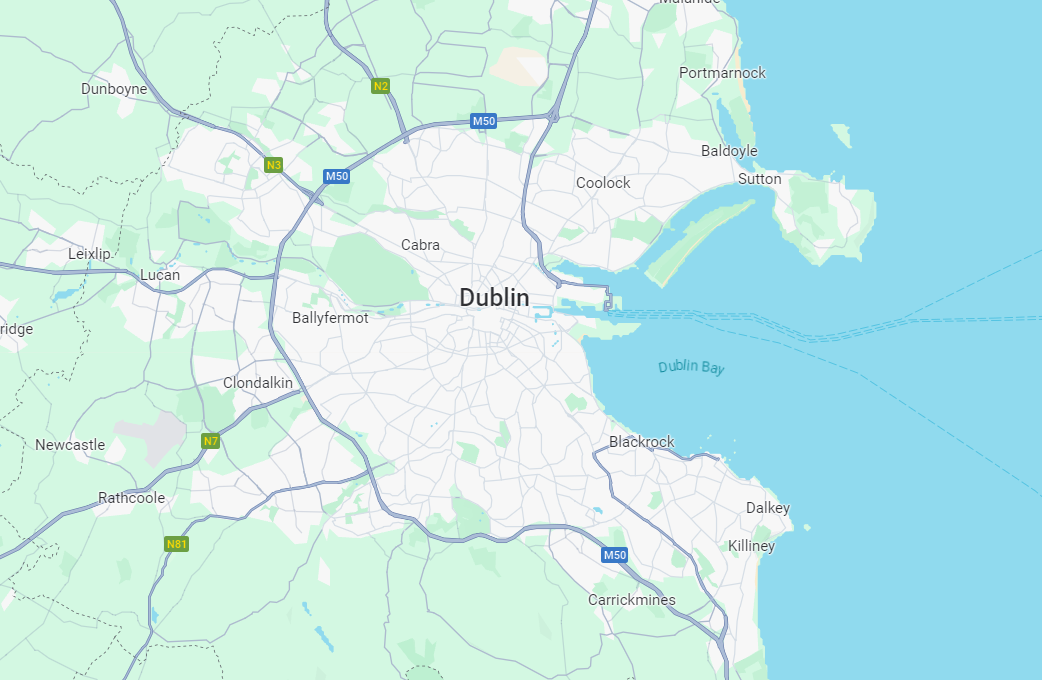 Malahide
Portmarnock
Dunboyne
N2
M50
Baldoyle
N3
M50
Sutton
Coolock
Cabra
Leixlip
Lucan
Dublin
Ballyfermot
ridge
Dublin Bay
Clondalkin
N7
Newcastle
Blackrock
Rathcoole
Dalkey
N81
Killiney
M50
Carrickmines